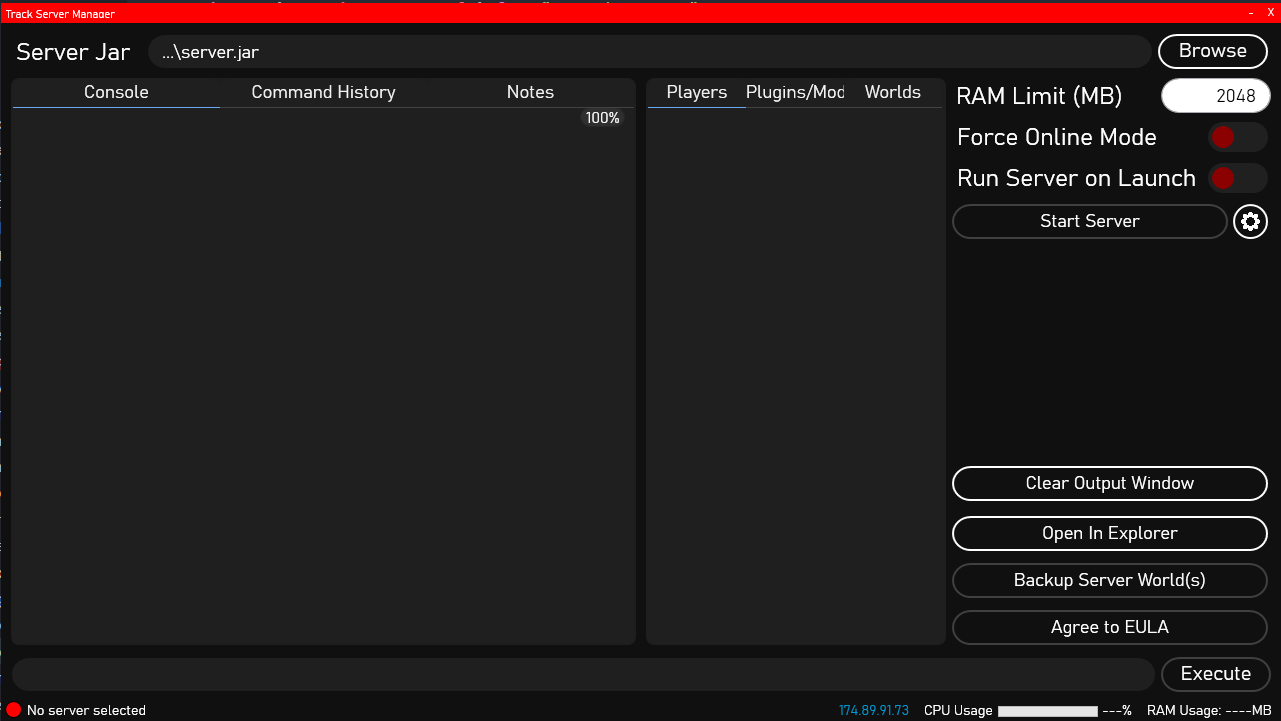 Track Server Manager - X
Server Jar ...\server.jar Browse
Console Command History Notes Players Plugins/Mod Worlds
RAM Limit (MB) 2048
100%
Force Online Mode
Run Server on Launch
Start Server
Clear Output Window
Open In Explorer
Backup Server World(s)
Agree to EULA
Execute
No server selected 174.89.91.73 CPU Usage ---% RAM Usage: ----MB